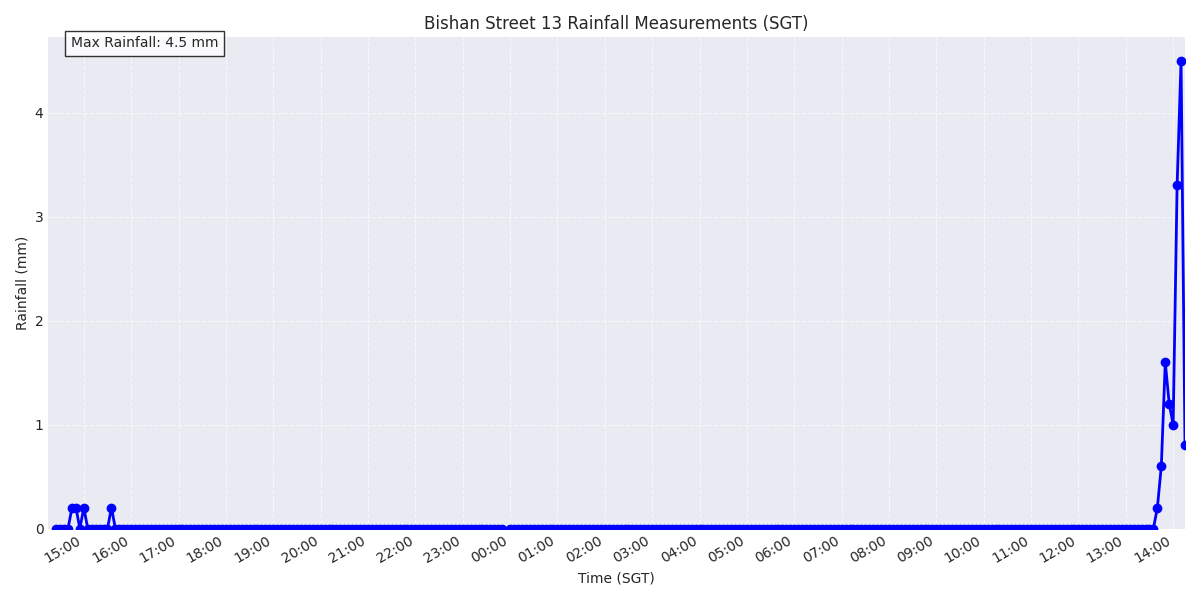 Bishan Street 13 Rainfall Measurements (SGT)
Max Rainfall: 4.5 mm
Rainfall (mm)
4
3
2
1
0
15:00 16:00 17:00 18:00 19:00 20:00 21:00 22:00 23:00 00:00 01:00 02:00 03:00 04:00 05:00 06:00 07:00 08:00 09:00 10:00 11:00 12:00 13:00 14:00
Time (SGT)